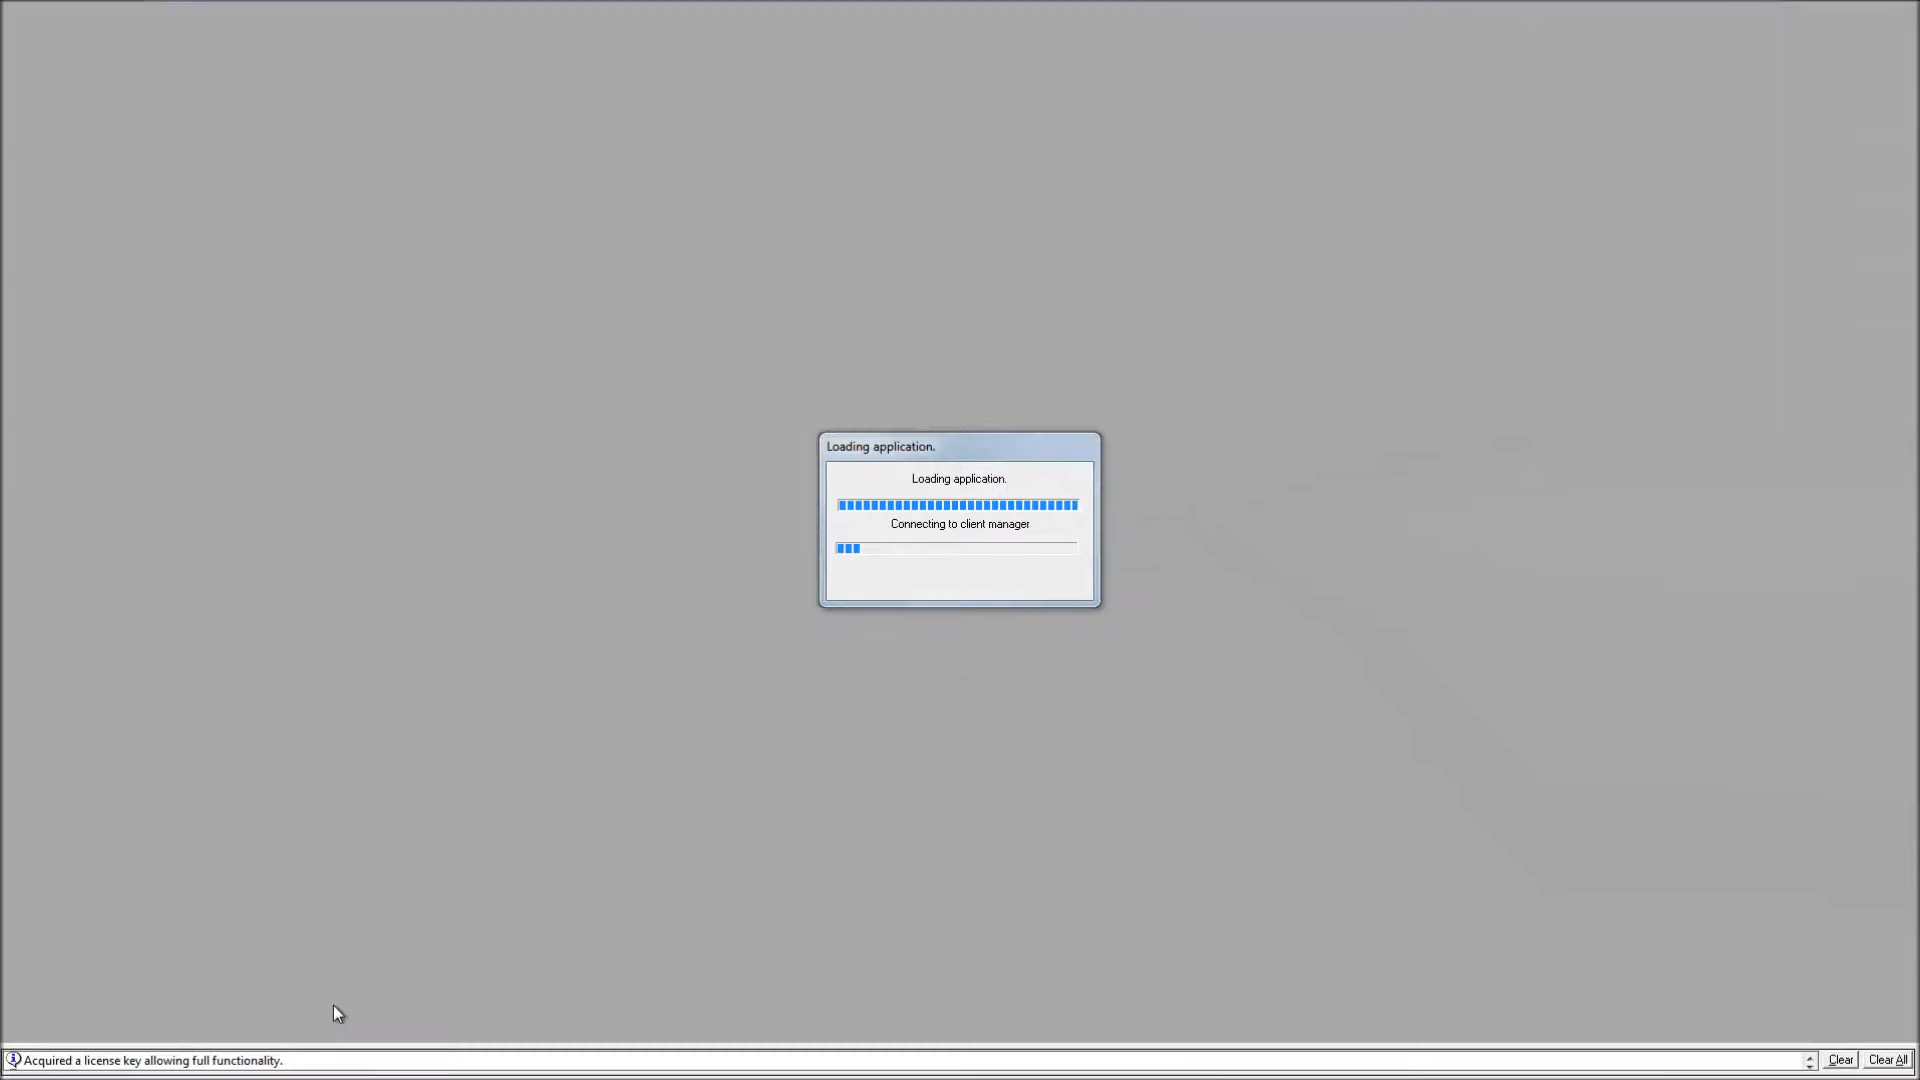 Loading application.
Loading application.
Connecting to client manager
Acquired a license key allowing full functionality.
Clear
Clear All